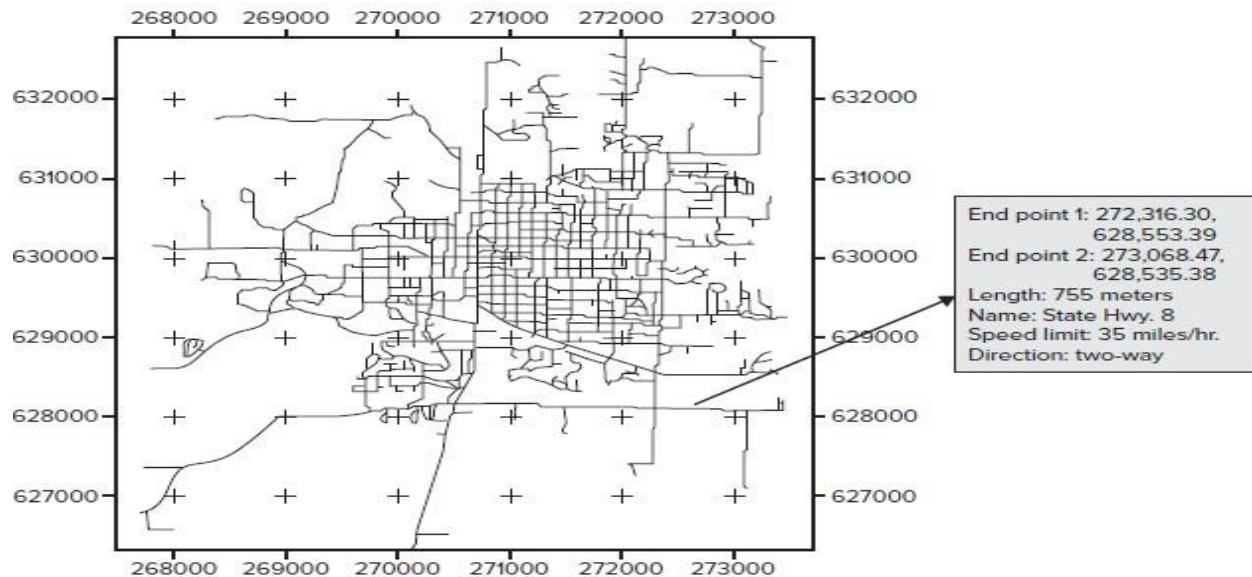 268000 269000 270000 271000 272000 273000
632000 632000
631000 631000
630000 630000
629000 629000
628000 628000
627000 627000
268000 269000 270000 271000 272000 273000
End point 1: 272,316.30,
628,553.39
End point 2: 273,068.47,
628,535.38
Length: 755 meters
Name: State Hwy. 8
Speed limit: 35 miles/hr.
Direction: two-way